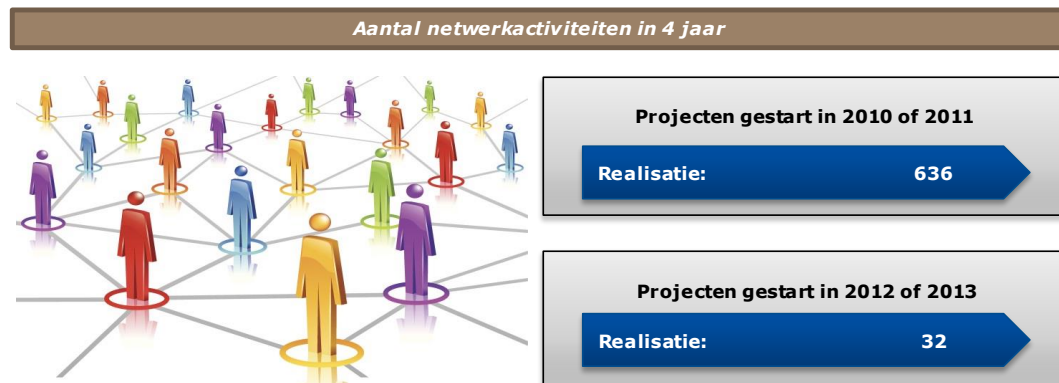 Aantal netwerkactiviteiten in 4 jaar
Projecten gestart in 2010 of 2011
Realisatie: 636
Projecten gestart in 2012 of 2013
Realisatie: 32